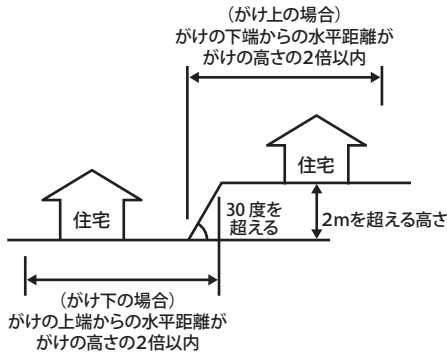 (がけ上の場合)
がけの下端からの水平距離が
がけの高さの2倍以内
住宅
住宅
30度を
超える
2mを超える高さ
(がけ下の場合)
がけの上端からの水平距離が
がけの高さの2倍以内